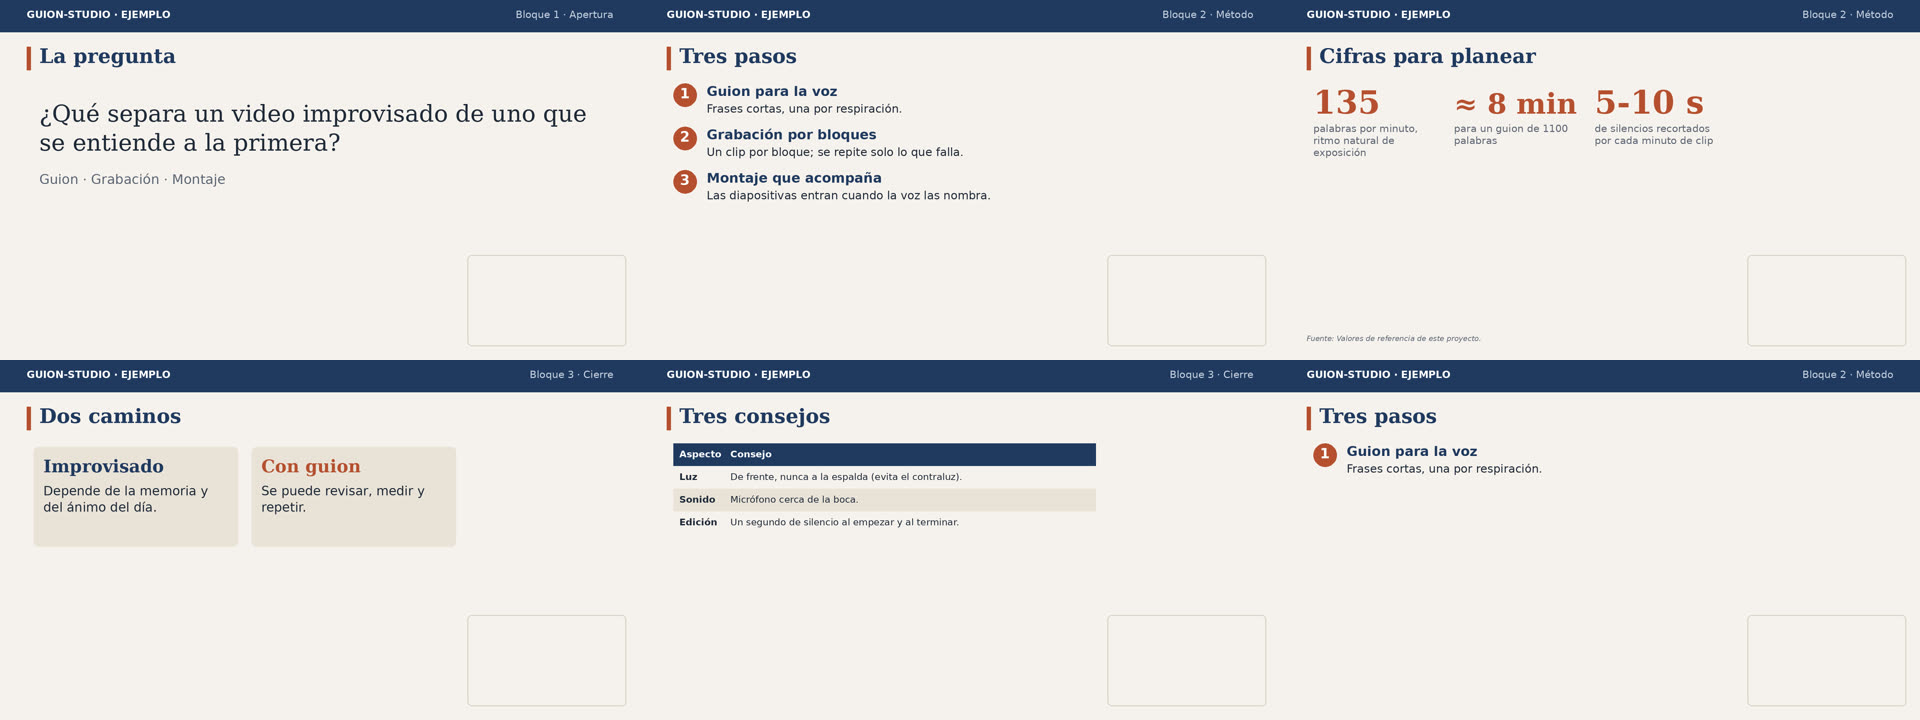 GUION-STUDIO · EJEMPLO
Bloque 1 · Apertura
La pregunta
¿Qué separa un video improvisado de uno que
se entiende a la primera?
Guion · Grabación · Montaje
GUION-STUDIO · EJEMPLO
Bloque 2 · Método
Tres pasos
1
Guion para la voz
Frases cortas, una por respiración.
2
Grabación por bloques
Un clip por bloque; se repite solo lo que falla.
3
Montaje que acompaña
Las diapositivas entran cuando la voz las nombra.
GUION-STUDIO · EJEMPLO
Bloque 2 · Método
Cifras para planear
135
palabras por minuto,
ritmo natural de
exposición
≈ 8 min
para un guion de 1100
palabras
5-10 s
de silencios recortados
por cada minuto de clip
Fuente: Valores de referencia de este proyecto.
GUION-STUDIO · EJEMPLO
Bloque 3 · Cierre
Dos caminos
Improvisado
Depende de la memoria y
del ánimo del día.
Con guion
Se puede revisar, medir y
repetir.
GUION-STUDIO · EJEMPLO
Bloque 3 · Cierre
Tres consejos
Aspecto Consejo
Luz De frente, nunca a la espalda (evita el contraluz).
Sonido Micrófono cerca de la boca.
Edición Un segundo de silencio al empezar y al terminar.
GUION-STUDIO · EJEMPLO
Bloque 2 · Método
Tres pasos
1
Guion para la voz
Frases cortas, una por respiración.